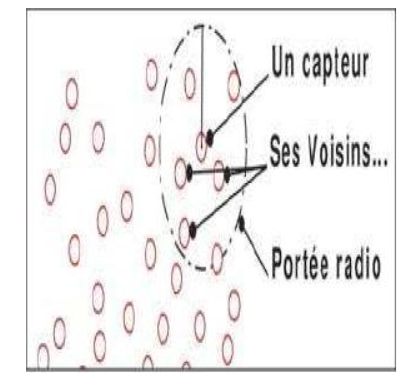 Un capteur
Ses Voisins...
Portée radio